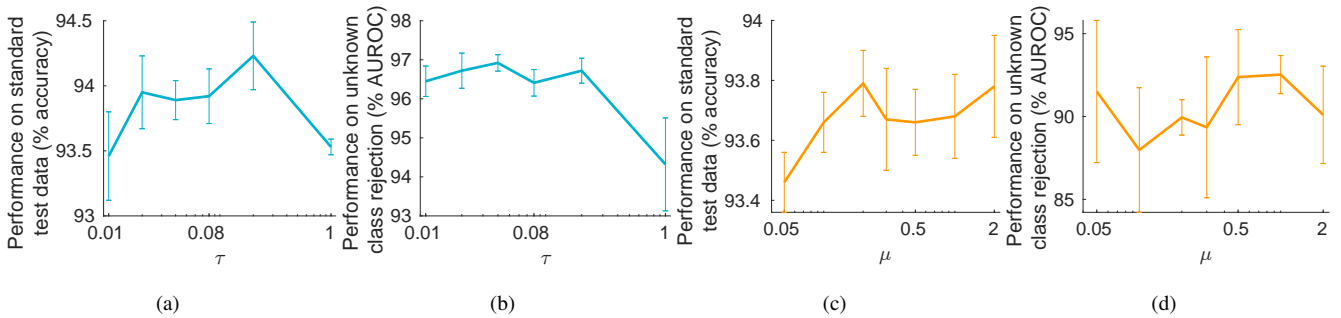 Performance on standard
test data (% accuracy)
94.5
94
93.5
93
0.01
0.08
1
τ
(a)
Performance on unknown
class rejection (% AUROC)
98
97
96
95
94
93
0.01
0.08
1
τ
(b)
Performance on standard
test data (% accuracy)
94
93.8
93.6
93.4
0.05
0.5
2
μ
(c)
Performance on unknown
class rejection (% AUROC)
95
90
85
0.05
0.5
2
μ
(d)